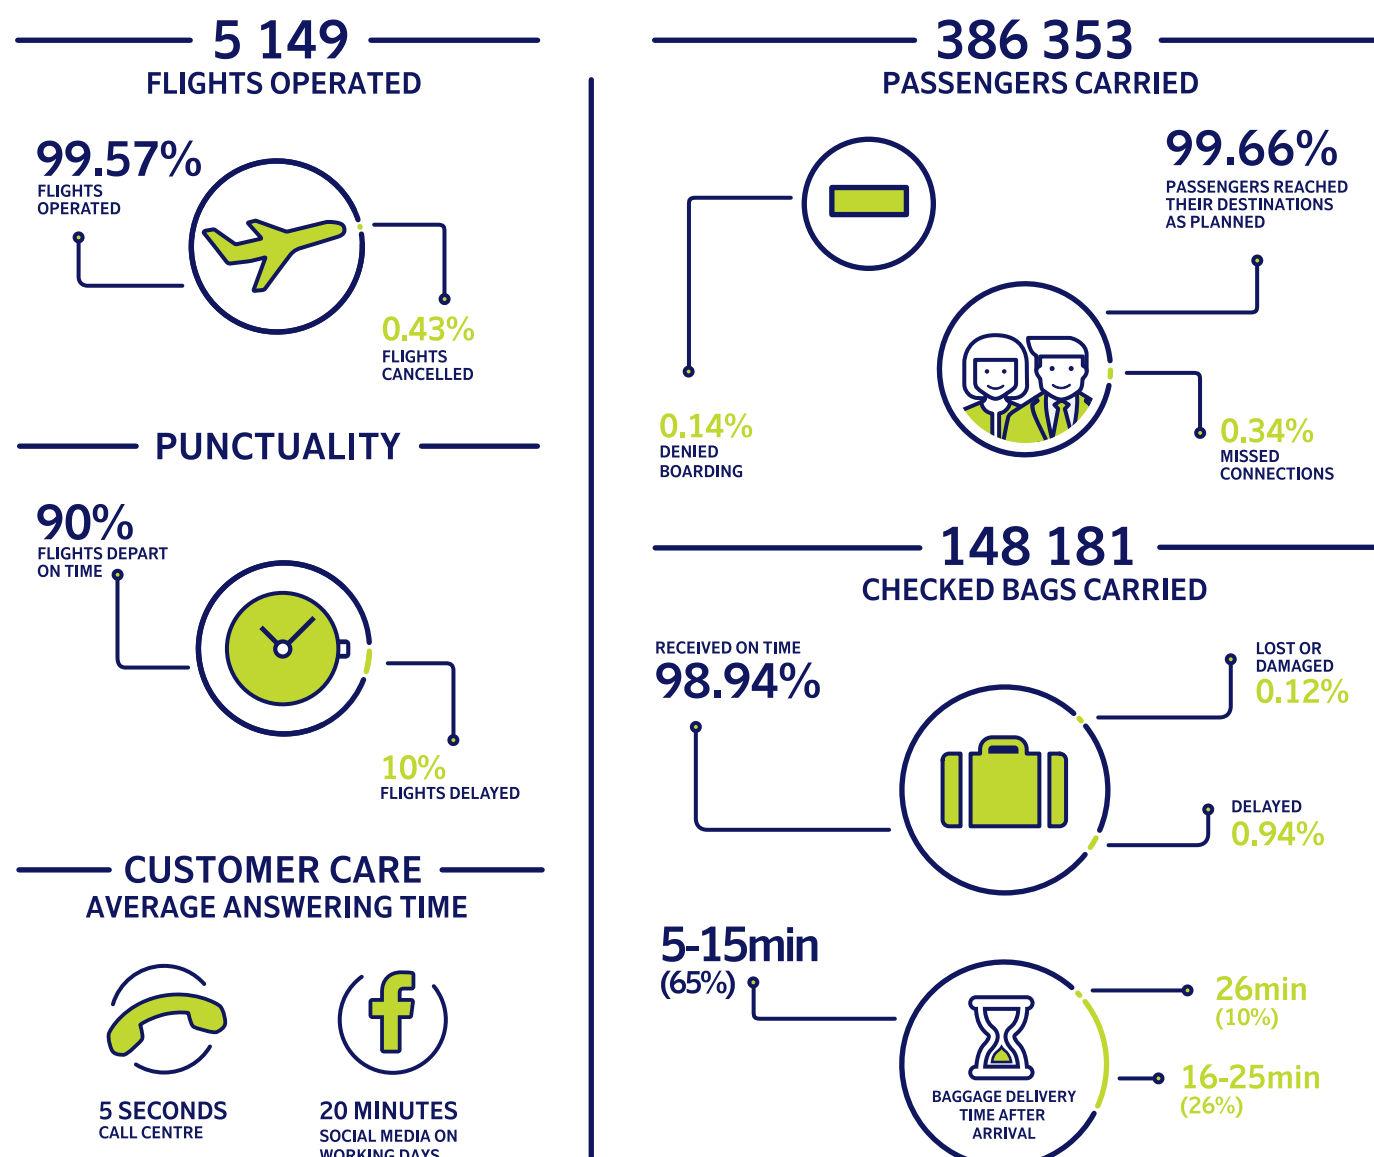 5 149
FLIGHTS OPERATED
99.57%
FLIGHTS
OPERATED
0.43%
FLIGHTS
CANCELLED
PUNCTUALITY
90%
FLIGHTS DEPART
ON TIME
10%
FLIGHTS DELAYED
CUSTOMER CARE
AVERAGE ANSWERING TIME
5 SECONDS
CALL CENTRE
20 MINUTES
SOCIAL MEDIA ON
WORKING DAYS
386 353
PASSENGERS CARRIED
99.66%
PASSENGERS REACHED
THEIR DESTINATIONS
AS PLANNED
0.14%
DENIED
BOARDING
0.34%
MISSED
CONNECTIONS
148 181
CHECKED BAGS CARRIED
RECEIVED ON TIME
98.94%
LOST OR
DAMAGED
0.12%
DELAYED
0.94%
5-15min
(65%)
26min
(10%)
16-25min
(26%)
BAGGAGE DELIVERY
TIME AFTER
ARRIVAL